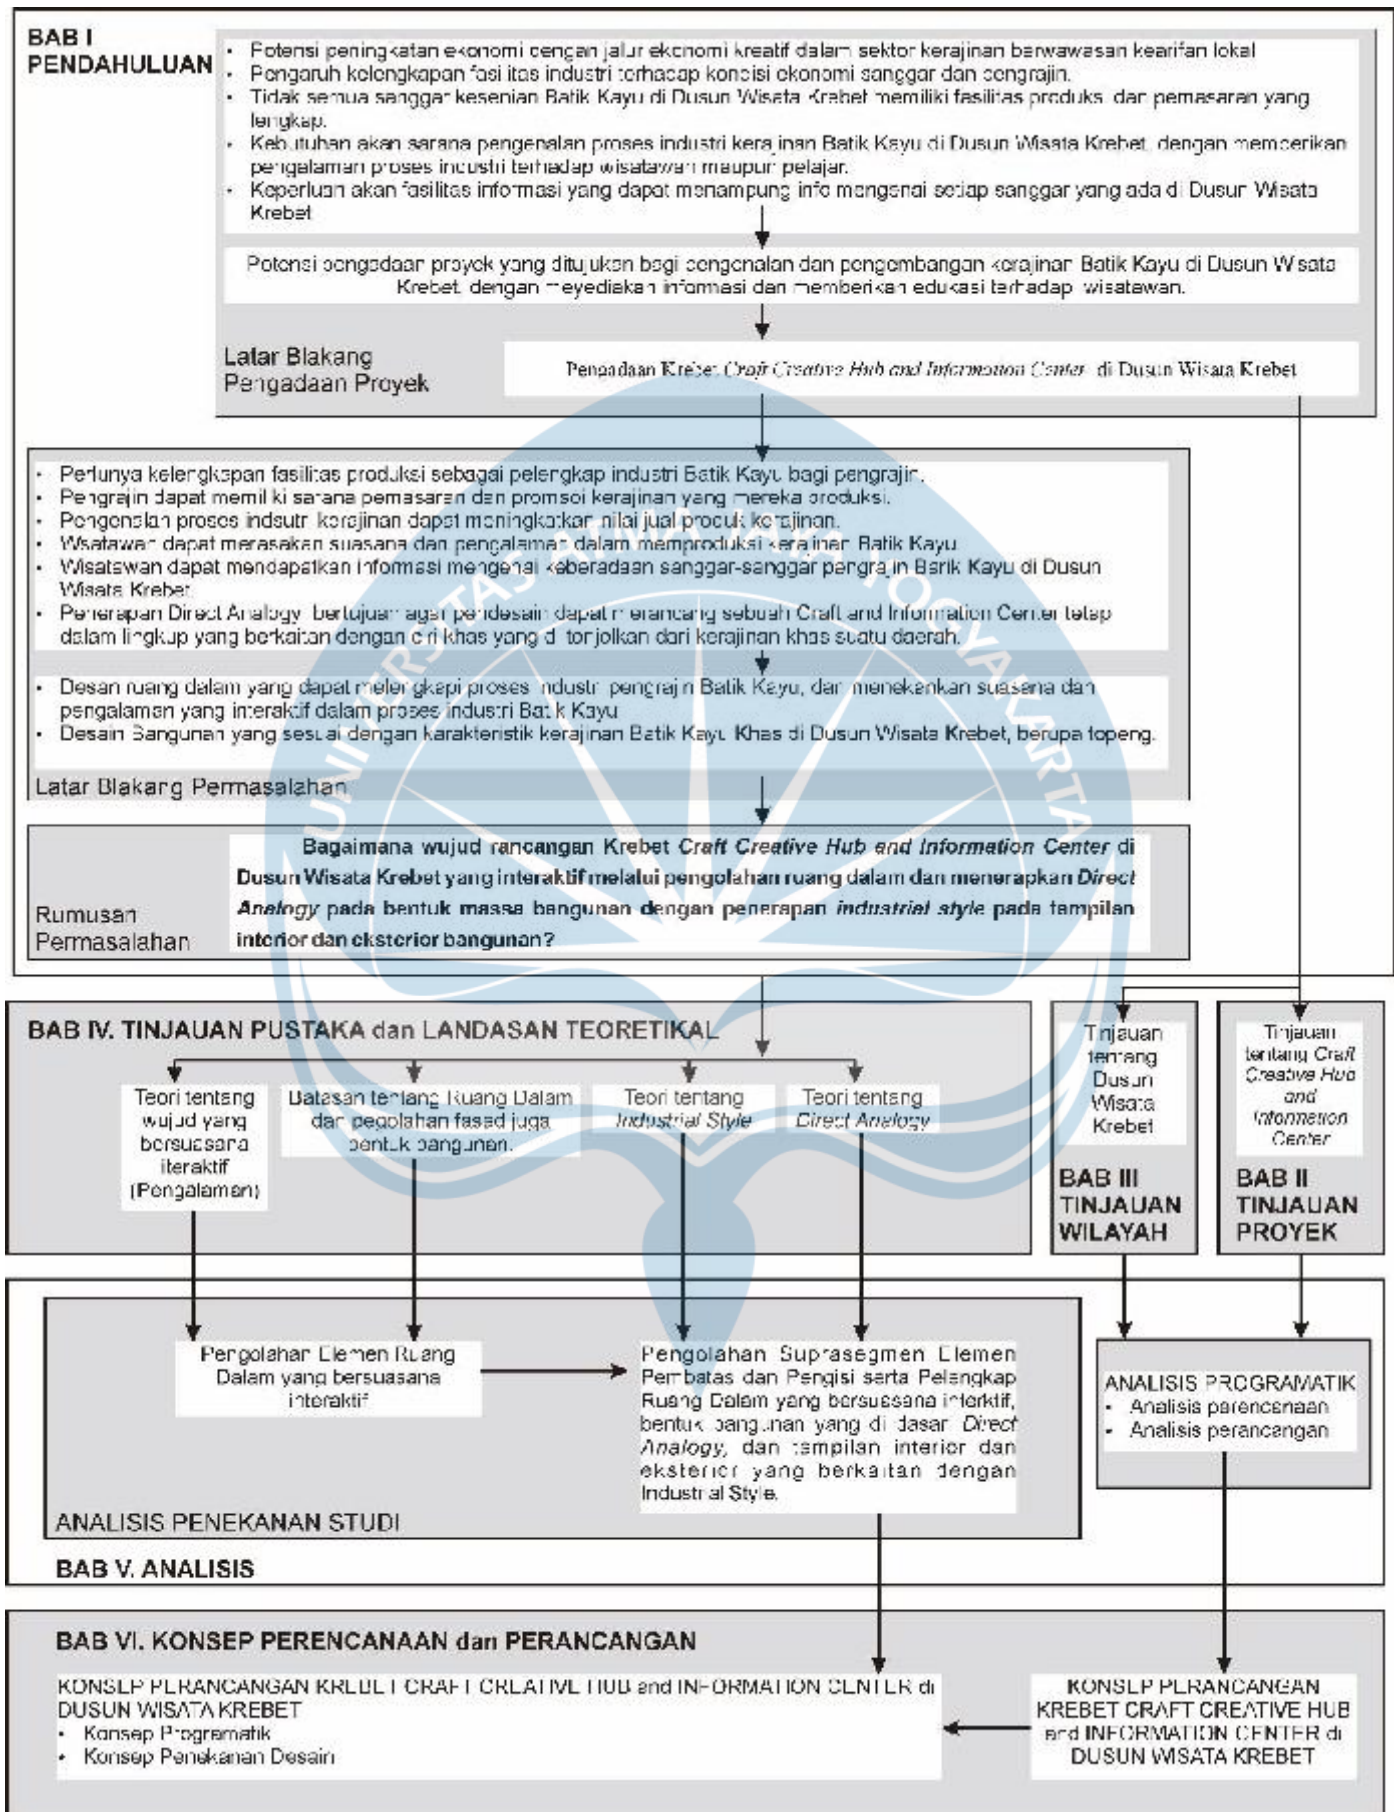 BAB I
PENDAHULUAN
• Potensi peningkatan ekonomi dengan jalur ekonomi kreatif dalam sektor kerajinan berwawasan kearifan lokal
• Pengaruh kelengkapan fasilitas industri terhadap kondisi ekonomi sanggar dan pengrajin.
• Tidak semua sanggar kesenian Batik Kayu di Dusun Wisata Krebet memiliki fasilitas produksi dan pemasaran yang
lengkap.
• Kebutuhan akan sarana pengenalan proses industri kerajinan Batik Kayu di Dusun Wisata Krebet, dengan memberikan
pengalaman proses industri terhadap wisatawan maupun pelajar.
• Keperluan akan fasilitas informasi yang dapat menampung info mengenai setiap sanggar yang ada di Dusun Wisata
Krebet
Potensi pengadaan proyek yang ditujukan bagi pengenalan dan pengembangan kerajinan Batik Kayu di Dusun Wisata
Krebet, dengan meyediakan informasi dan memberikan edukasi terhadap wisatawan.
Latar Blakang
Pengadaan Proyek
Pengadaan Krebet Craft Creative Hub and Information Center di Dusun Wisata Krebet
• Perlunya kelengkapan fasilitas produksi sebagai pelengkap industri Batik Kayu bagi pengrajin.
• Pengrajin dapat memiliki sarana pemasaran dan promsoi kerajinan yang mereka produksi.
• Pengenalan proses indsutri kerajinan dapat meningkatkan nilai jual produk kerajinan.
• Wisatawan dapat merasakan suasana dan pengalaman dalam memproduksi kerajinan Batik Kayu
• Wisatawan dapat mendapatkan informasi mengenai keberadaan sanggar-sanggar pengrajin Barik Kayu di Dusun
Wisata Krebet.
• Penerapan Direct Analogy bertujuan agar pendesain dapat merancang sebuah Craft and Information Center tetap
dalam lingkup yang berkaitan dengan ciri khas yang di tonjolkan dari kerajinan khas suatu daerah.
• Desan ruang dalam yang dapat melengkapi proses industri pengrajin Batik Kayu, dan menekankan suasana dan
pengalaman yang interaktif dalam proses industri Batik Kayu
• Desain Bangunan yang sesuai dengan karakteristik kerajinan Batik Kayu Khas di Dusun Wisata Krebet, berupa topeng.
Latar Blakang Permasalahan
Bagaimana wujud rancangan Krebet Craft Creative Hub and Information Center di
Dusun Wisata Krebet yang interaktif melalui pengolahan ruang dalam dan menerapkan Direct
Analogy pada bentuk massa bangunan dengan penerapan industrial style pada tampilan
interior dan eksterior bangunan?
Rumusan
Permasalahan
UNIVERSITAS ATMA JAYA YOGYAKARTA
BAB IV. TINJAUAN PUSTAKA dan LANDASAN TEORETIKAL
Teori tentang
wujud yang
bersuasana
iteraktif
(Pengalaman)
Batasan tentang Ruang Dalam
dan pegolahan fasad juga
bentuk bangunan.
Teori tentang
Industrial Style
Teori tentang
Direct Analogy
Tinjauan
tentang
Dusun
Wisata
Krebet
BAB III
TINJAUAN
WILAYAH
Tinjauan
tentang Craft
Creative Hub
and
Information
Center
BAB II
TINJAUAN
PROYEK
Pengolahan Elemen Ruang
Dalam yang bersuasana
interaktif
Pengolahan Suprasegmen Elemen
Pembatas dan Pengisi serta Pelengkap
Ruang Dalam yang bersuasana interktif,
bentuk bangunan yang di dasar Direct
Analogy, dan tampilan interior dan
eksterior yang berkaitan dengan
Industrial Style.
ANALISIS PENEKANAN STUDI
BAB V. ANALISIS
ANALISIS PROGRAMATIK
• Analisis perencanaan
• Analisis perancangan
BAB VI. KONSEP PERENCANAAN dan PERANCANGAN
KONSEP PERANCANGAN KREBET CRAFT CREATIVE HUB and INFORMATION CENTER di
DUSUN WISATA KREBET
• Konsep Programatik
• Konsep Penekanan Desain
KONSEP PERANCANGAN
KREBET CRAFT CREATIVE HUB
and INFORMATION CENTER di
DUSUN WISATA KREBET